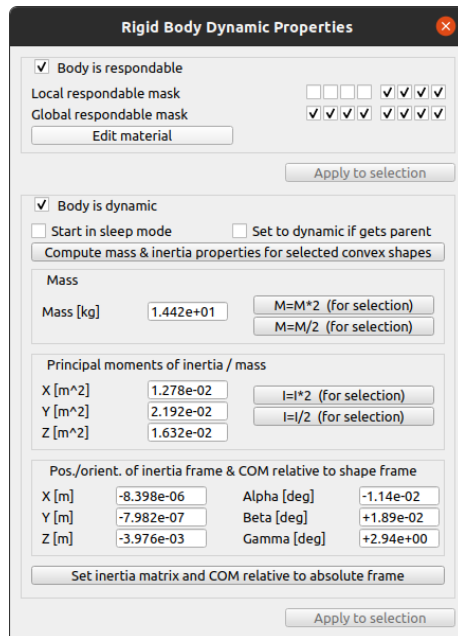 Rigid Body Dynamic Properties
Body is respondable
Local respondable mask
Global respondable mask
Edit material
Apply to selection
Body is dynamic
Start in sleep mode Set to dynamic if gets parent
Compute mass & inertia properties for selected convex shapes
Mass
Mass [kg] 1.442e+01 M=M*2 (for selection)
M=M/2 (for selection)
Principal moments of inertia / mass
X [m^2] 1.278e-02 I=I*2 (for selection)
Y [m^2] 2.192e-02 I=I/2 (for selection)
Z [m^2] 1.632e-02
Pos./orient. of inertia frame & COM relative to shape frame
X [m] -8.398e-06 Alpha [deg] -1.14e-02
Y [m] -7.982e-07 Beta [deg] +1.89e-02
Z [m] -3.976e-03 Gamma [deg] +2.94e+00
Set inertia matrix and COM relative to absolute frame
Apply to selection